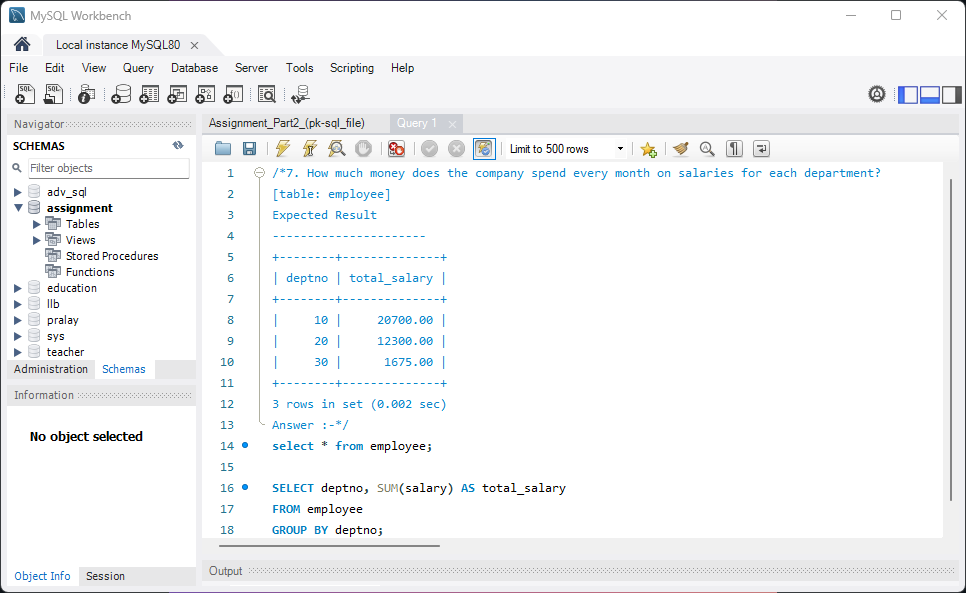 MySQL Workbench
Local instance MySQL80
File Edit View Query Database Server Tools Scripting Help
Navigator
SCHEMAS
Filter objects
adv_sql
assignment
Tables
Views
Stored Procedures
Functions
education
llb
pralay
sys
teacher
Administration Schemas
Information
No object selected
Object Info Session
Assignment_Part2_(pk-sql_file) Query 1
Limit to 500 rows
1 /*7. How much money does the company spend every month on salaries for each department?
2 [table: employee]
3 Expected Result
4 ----------------------
5 +--------+--------------+
6 | deptno | total_salary |
7 +--------+--------------+
8 |     10 |     20700.00 |
9 |     20 |     12300.00 |
10 |     30 |      1675.00 |
11 +--------+--------------+
12 3 rows in set (0.002 sec)
13 Answer :-*/
14 select * from employee;
15
16 SELECT deptno, SUM(salary) AS total_salary
17 FROM employee
18 GROUP BY deptno;
Output